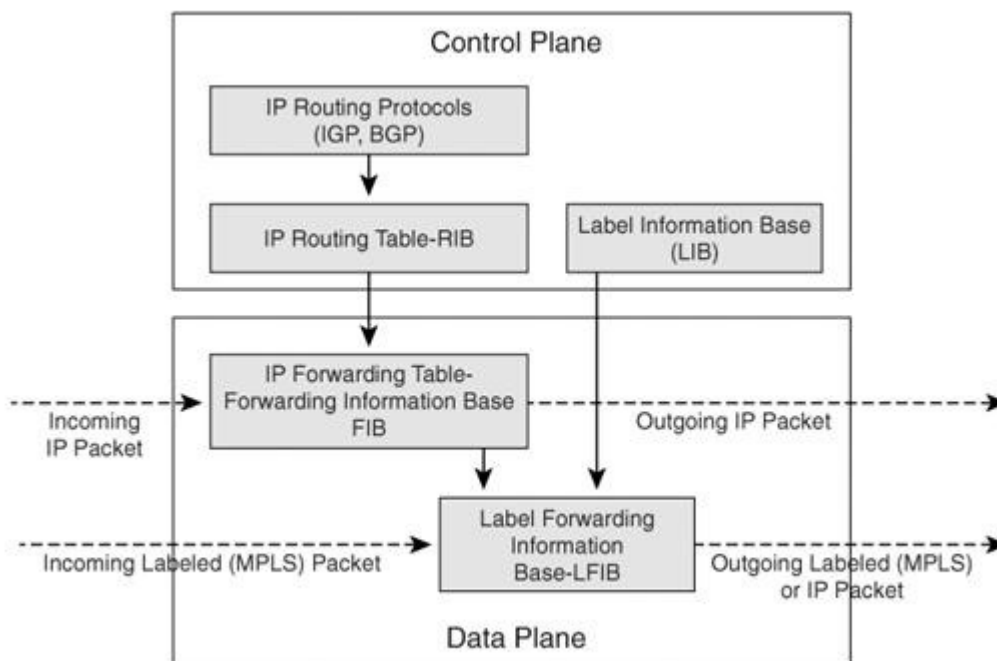 Control Plane
IP Routing Protocols
(IGP, BGP)
IP Routing Table-RIB
Label Information Base
(LIB)
IP Forwarding Table-
Forwarding Information Base
FIB
Incoming
IP Packet
Outgoing IP Packet
Label Forwarding
Information
Base-LFIB
Incoming Labeled (MPLS) Packet
Outgoing Labeled (MPLS)
or IP Packet
Data Plane